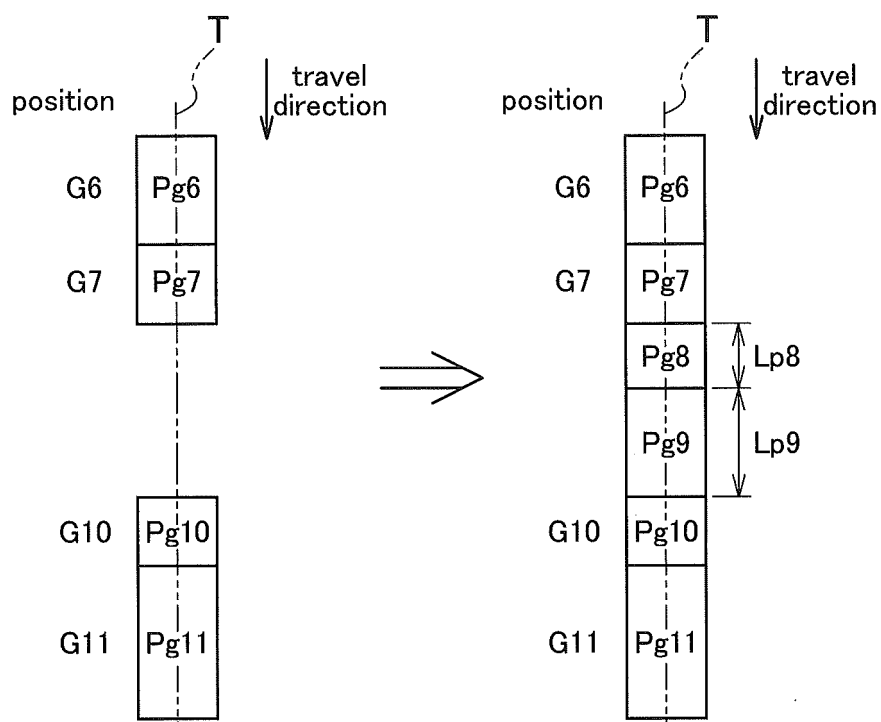 T
travel
direction
position
G6 Pg6
G7 Pg7
G10 Pg10
G11 Pg11
T
travel
direction
position
G6 Pg6
G7 Pg7
Pg8 Lp8
Pg9 Lp9
G10 Pg10
G11 Pg11